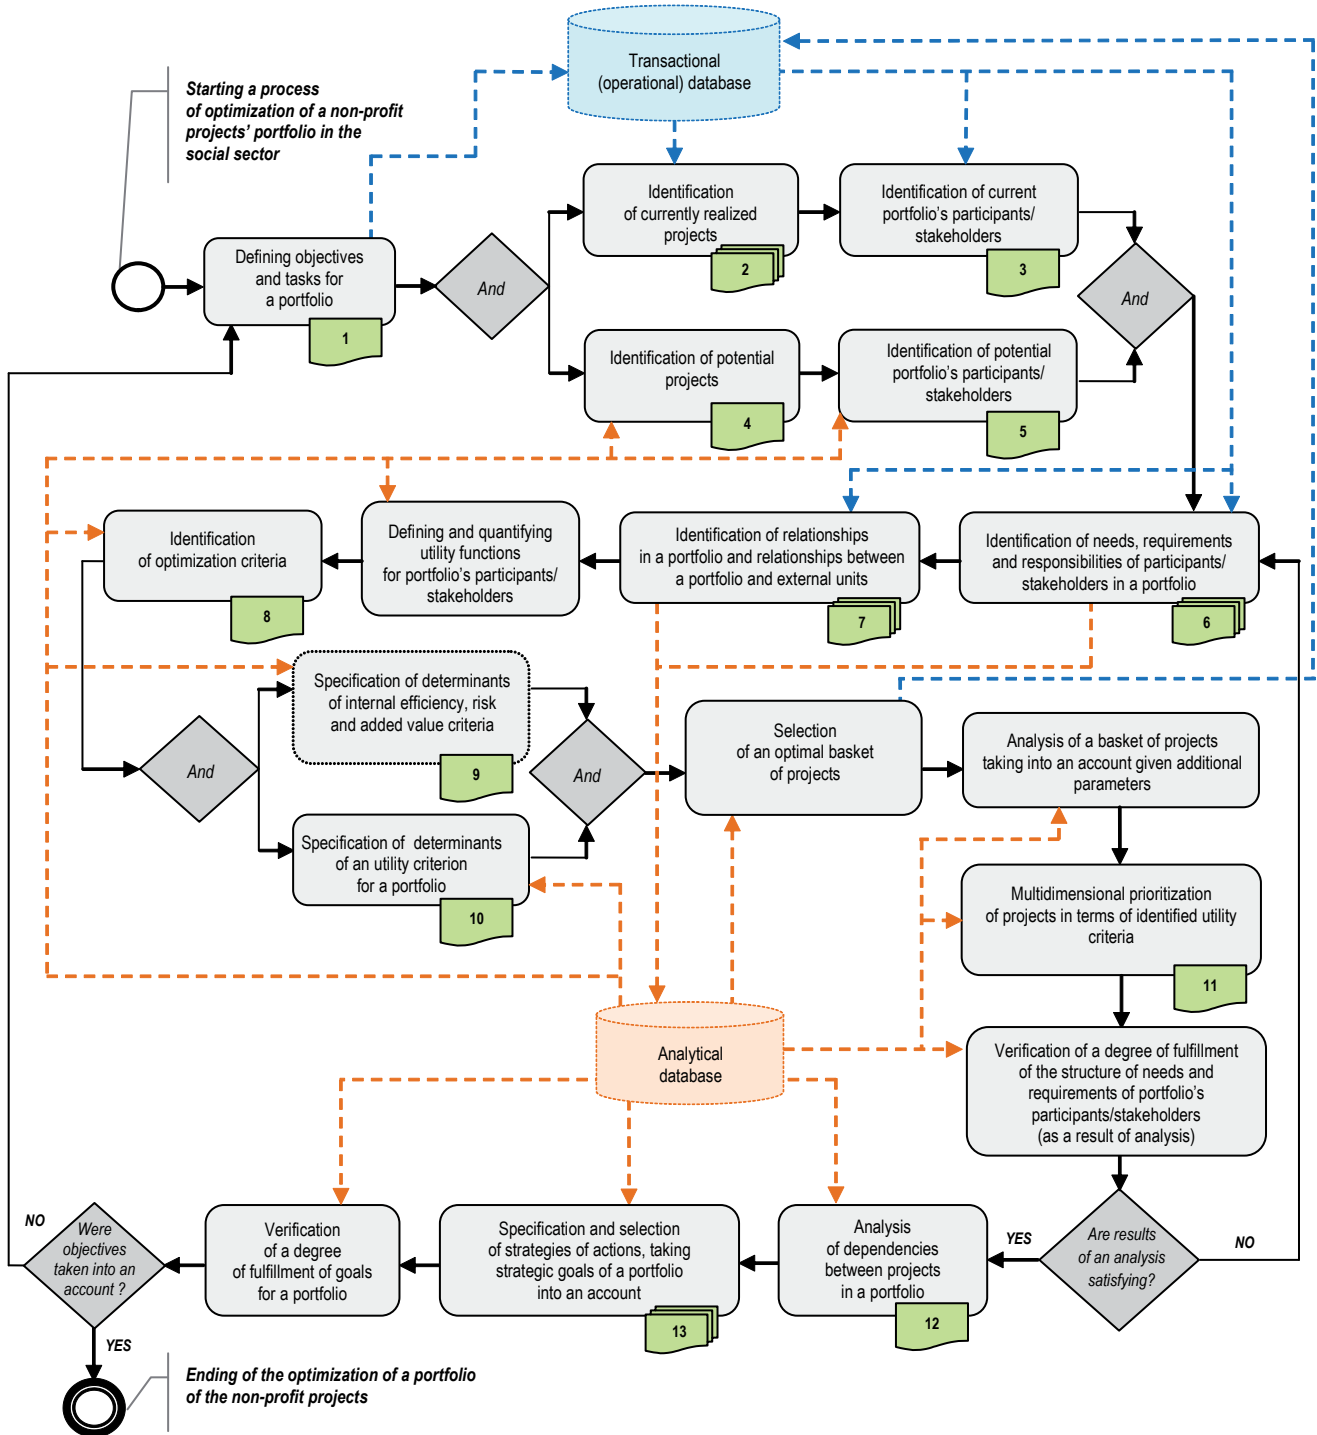 Transactional
(operational) database
Starting a process
of optimization of a non-profit
projects’ portfolio in the
social sector
Defining objectives
and tasks for
a portfolio
1
And
Identification
of currently realized
projects
2
Identification of current
portfolio’s participants/
stakeholders
3
And
Identification of potential
projects
4
Identification of potential
portfolio’s participants/
stakeholders
5
Identification
of optimization criteria
8
Defining and quantifying
utility functions
for portfolio’s participants/
stakeholders
Identification of relationships
in a portfolio and relationships between
a portfolio and external units
7
Identification of needs, requirements
and responsibilities of participants/
stakeholders in a portfolio
6
And
Specification of determinants
of internal efficiency, risk
and added value criteria
9
Specification of determinants
of an utility criterion
for a portfolio
10
And
Selection
of an optimal basket
of projects
Analysis of a basket of projects
taking into an account given additional
parameters
Multidimensional prioritization
of projects in terms of identified utility
criteria
11
Analytical
database
Verification of a degree of fulfillment
of the structure of needs and
requirements of portfolio’s
participants/stakeholders
(as a result of analysis)
NO
Were
objectives
taken into an
account ?
YES
Verification
of a degree
of fulfillment of goals
for a portfolio
Specification and selection
of strategies of actions, taking
strategic goals of a portfolio
into an account
13
Analysis
of dependencies
between projects
in a portfolio
12
YES
Are results
of an analysis
satisfying?
NO
Ending of the optimization of a portfolio
of the non-profit projects